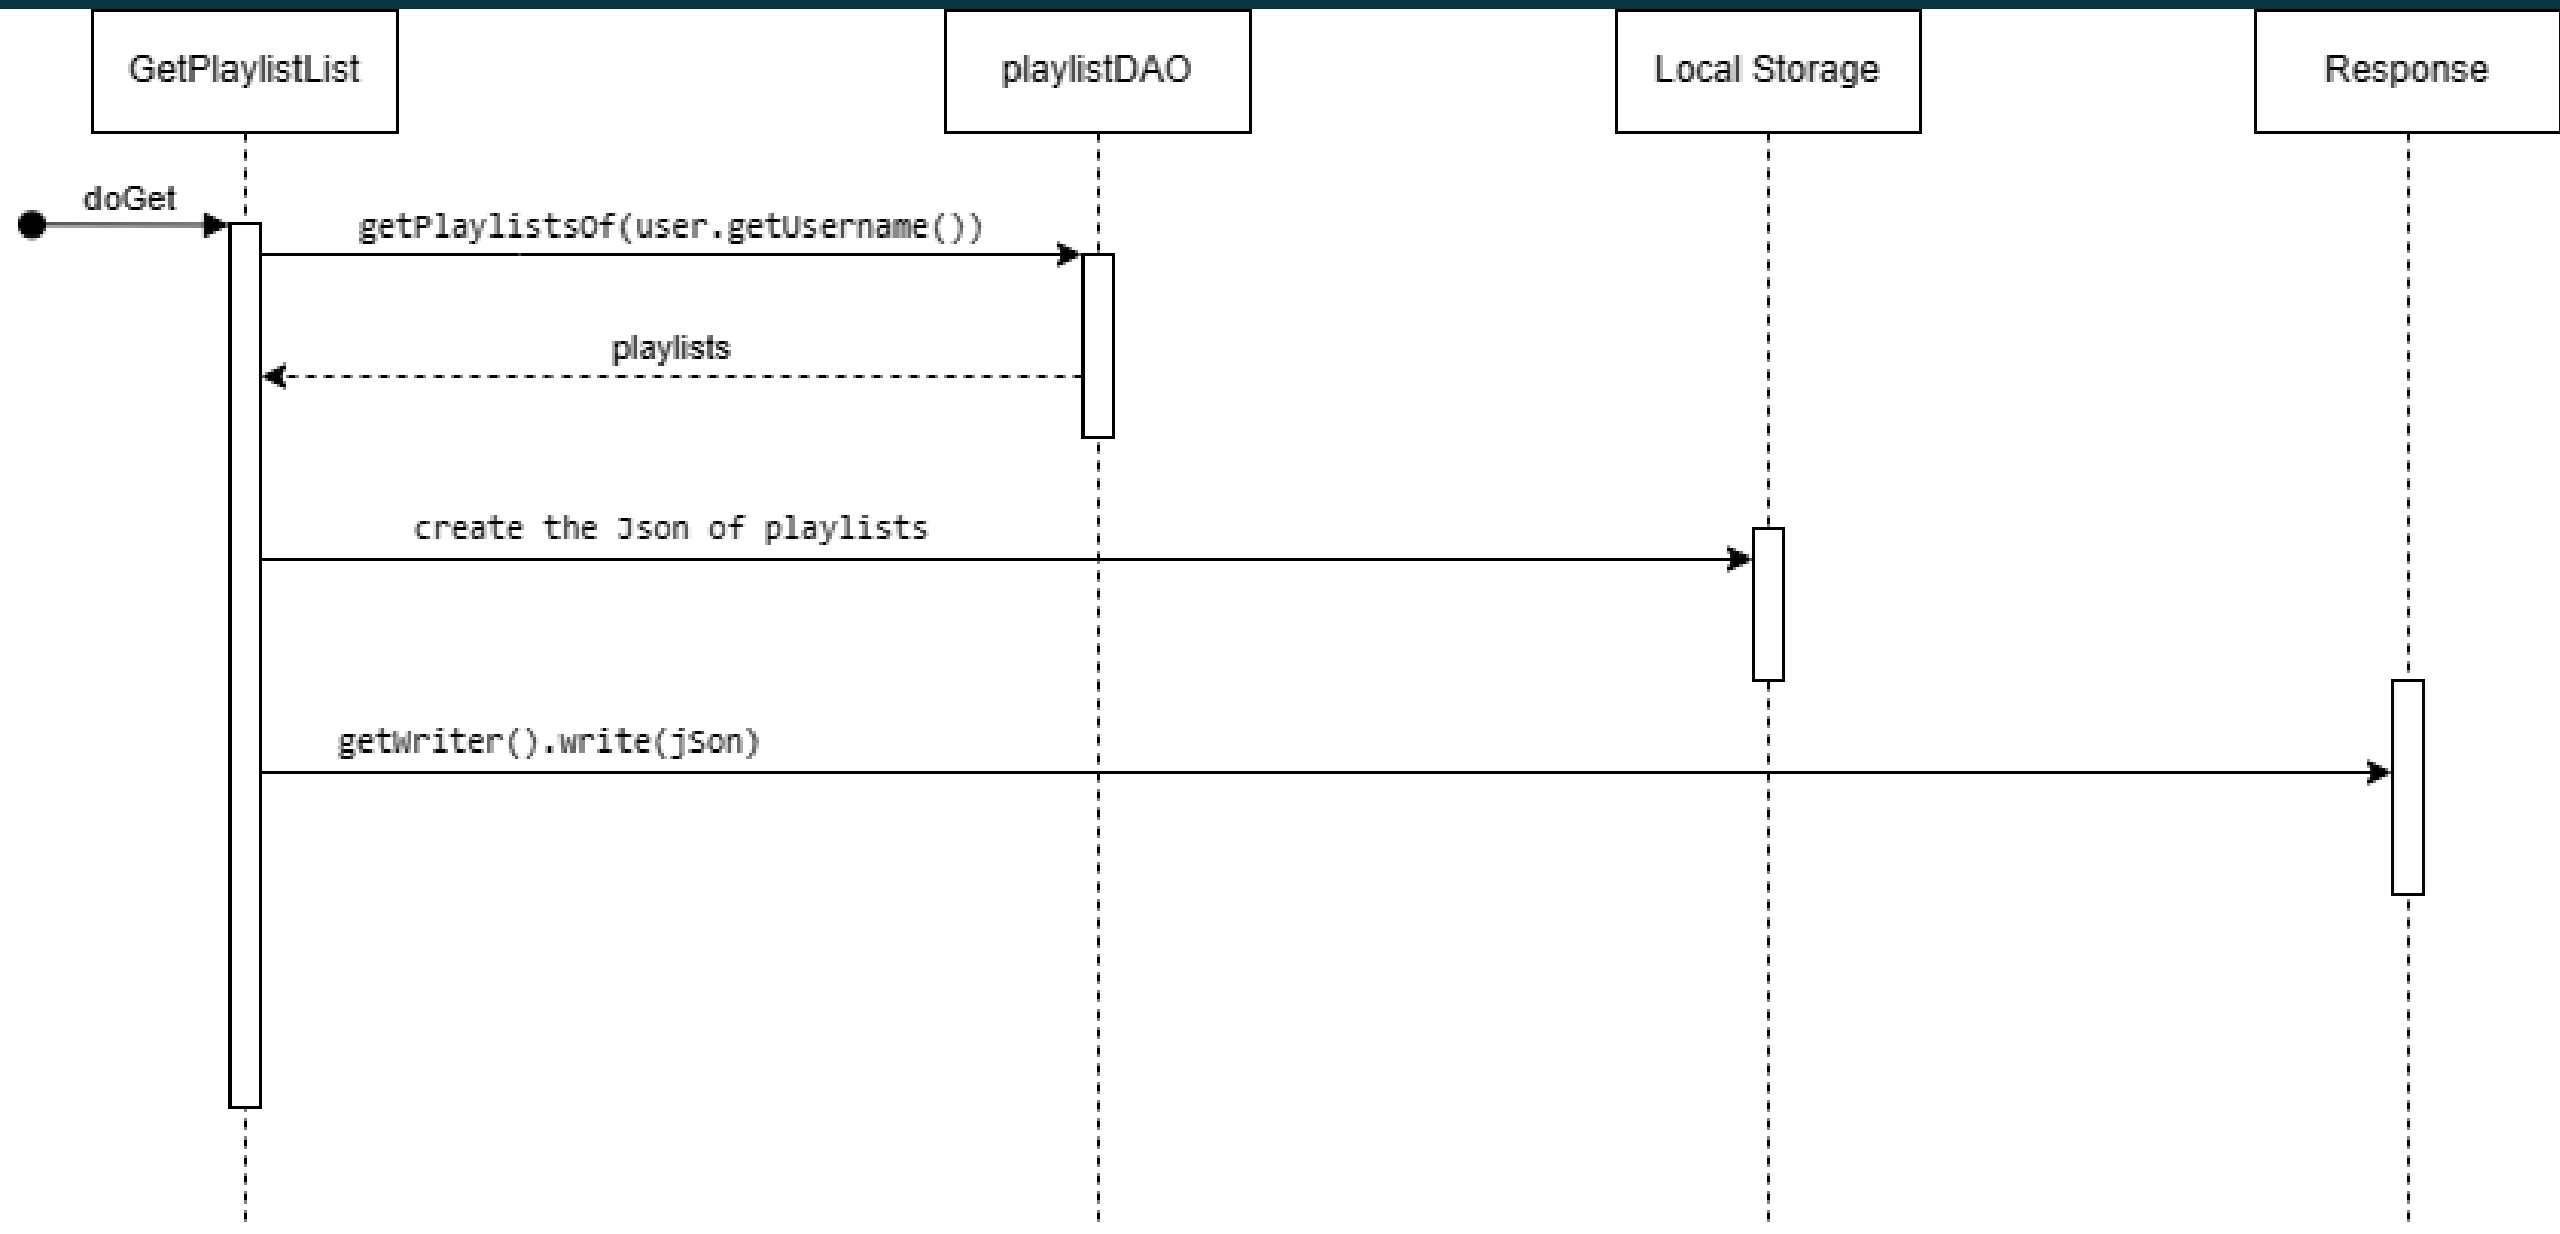 GetPlaylistList
playlistDAO
Local Storage
Response
doGet
getPlaylistsOf(user.getUsername())
playlists
create the Json of playlists
getWriter().write(jSon)